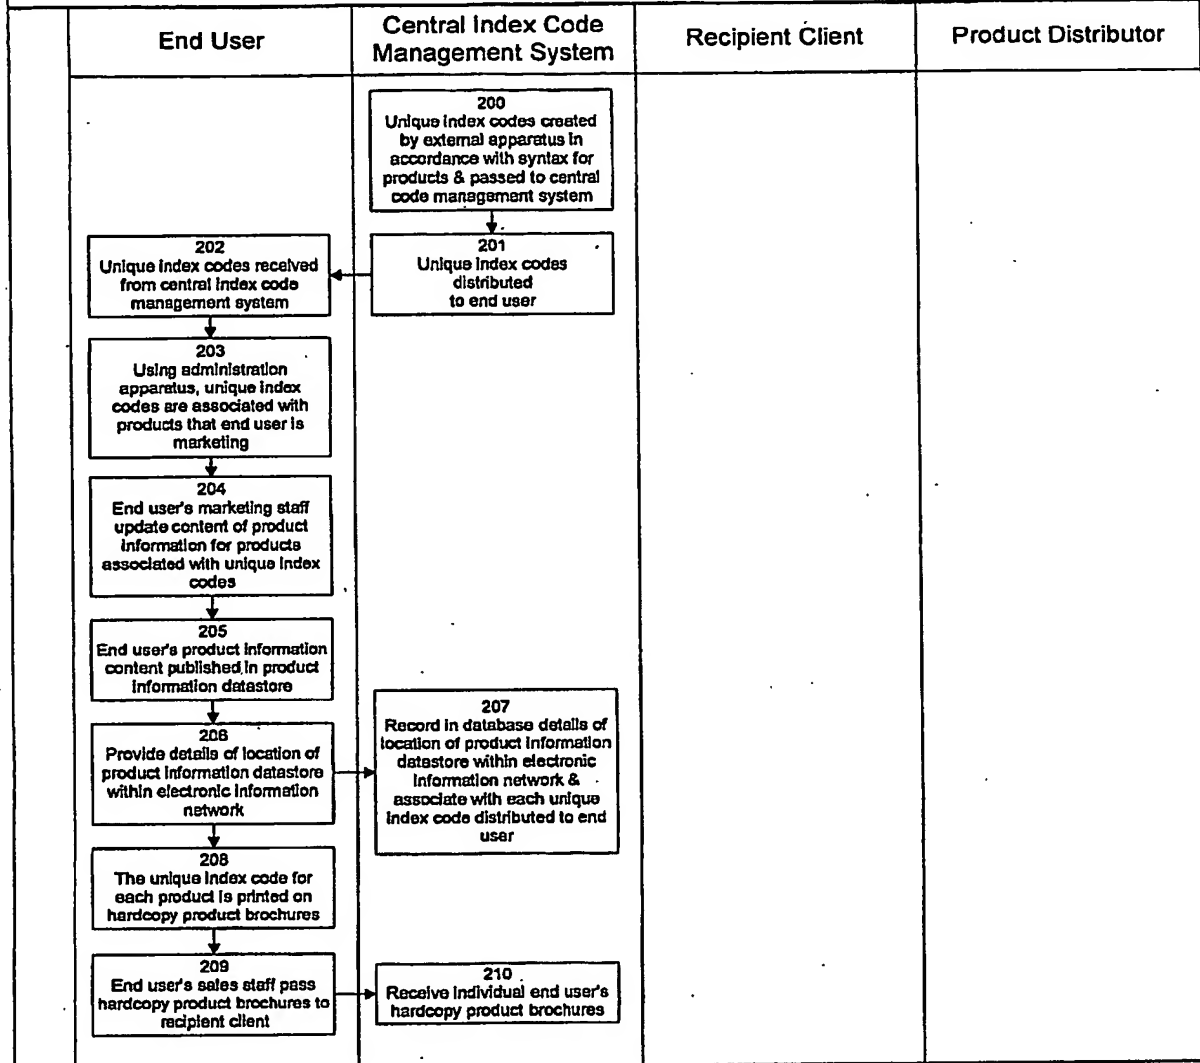 End User
Central Index Code
Management System
Recipient Client
Product Distributor
200
Unique index codes created
by external apparatus in
accordance with syntax for
products & passed to central
code management system
201
Unique index codes
distributed
to end user
202
Unique index codes received
from central index code
management system
203
Using administration
apparatus, unique index
codes are associated with
products that end user is
marketing
204
End user's marketing staff
update content of product
information for products
associated with unique index
codes
205
End user's product information
content published in product
information datastore
206
Provide details of location of
product information datastore
within electronic information
network
207
Record in database details of
location of product information
datastore within electronic
information network &
associate with each unique
index code distributed to end
user
208
The unique index code for
each product is printed on
hardcopy product brochures
209
End user's sales staff pass
hardcopy product brochures to
recipient client
210
Receive individual end user's
hardcopy product brochures